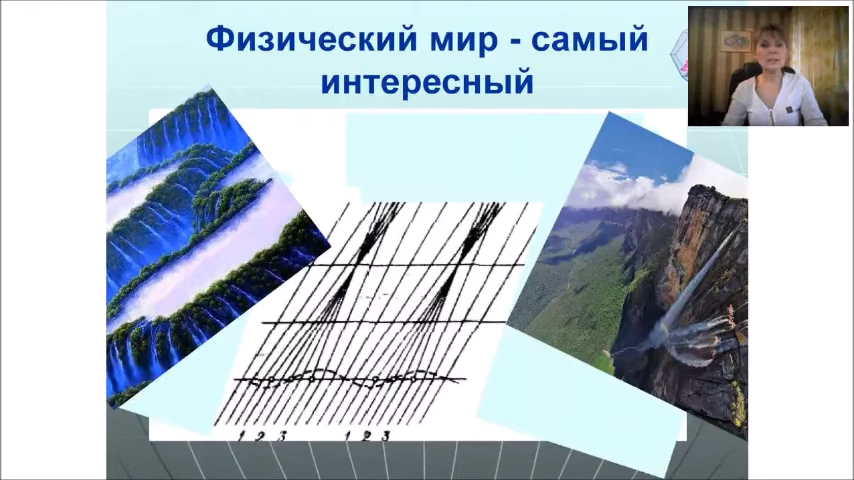 Физический мир - самый
интересный
1 2 3 1 2 3